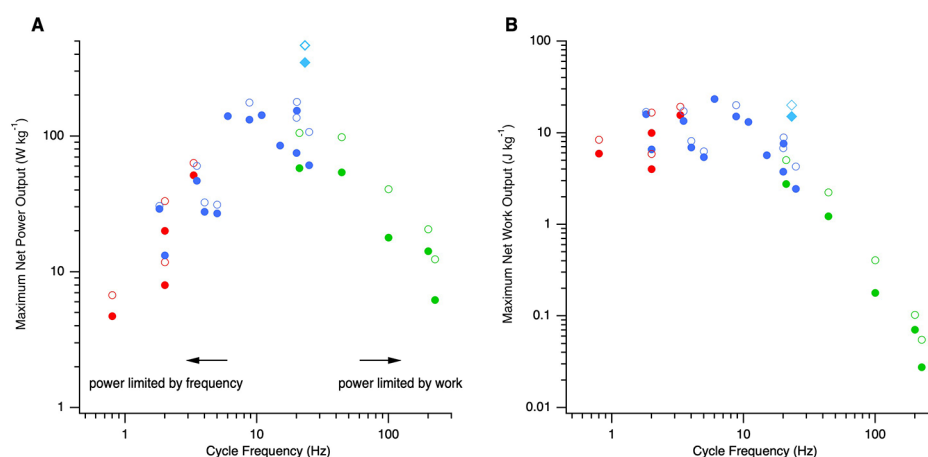 A
Maximum Net Power Output (W kg-1)
100
10
1
power limited by frequency
power limited by work
1
10
100
Cycle Frequency (Hz)
B
Maximum Net Work Output (J kg-1)
100
10
1
0.1
0.01
1
10
100
Cycle Frequency (Hz)